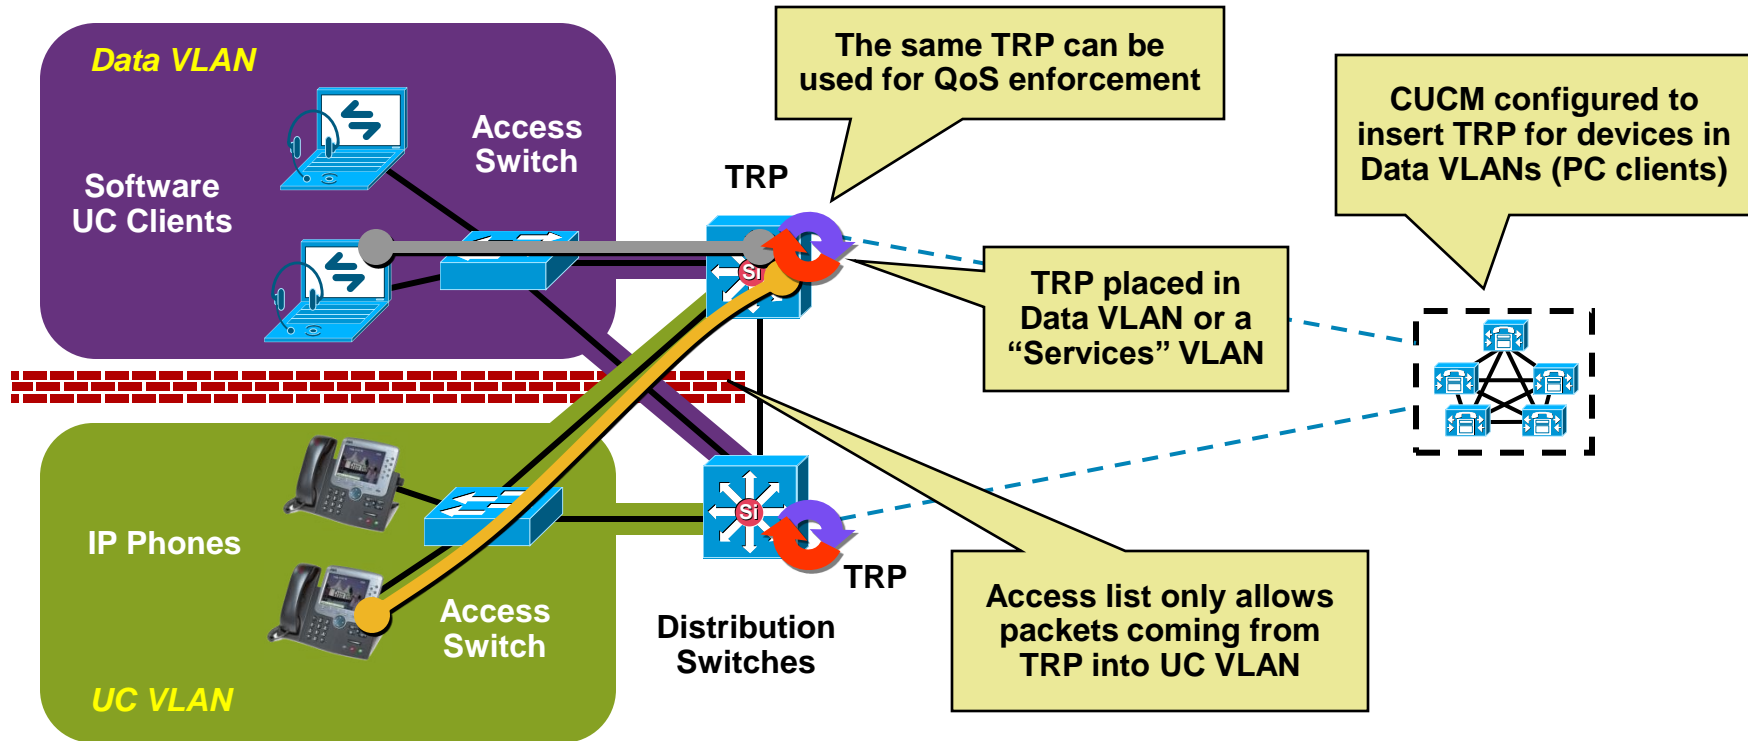 Data VLAN
Access
Switch
Software
UC Clients
TRP
The same TRP can be
used for QoS enforcement
CUCM configured to
insert TRP for devices in
Data VLANs (PC clients)
Si
TRP placed in
Data VLAN or a
“Services” VLAN
IP Phones
Access
Switch
UC VLAN
Si
TRP
Distribution
Switches
Access list only allows
packets coming from
TRP into UC VLAN